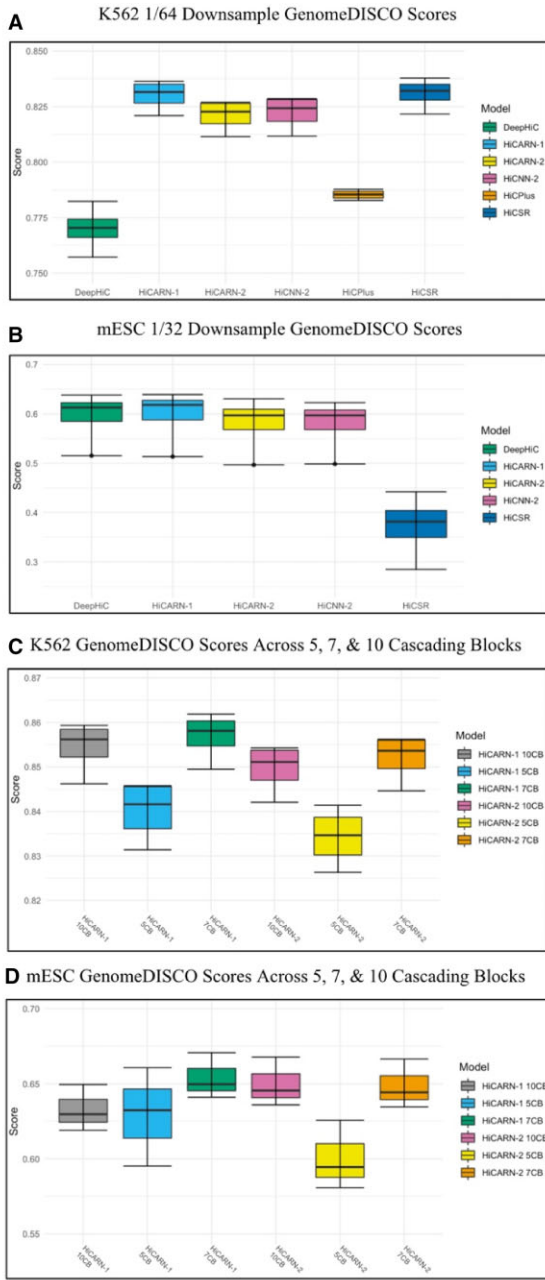 A
K562 1/64 Downsample GenomeDISCO Scores
0.850
0.825
0.800
0.775
0.750
Score
DeepHiC
HiCARN-1
HiCARN-2
HiCNN-2
HiCPlus
HiCSR
Model
DeepHiC
HiCARN-1
HiCARN-2
HiCNN-2
HiCPlus
HiCSR
B
mESC 1/32 Downsample GenomeDISCO Scores
0.7
0.6
0.5
0.4
0.3
Score
DeepHiC
HiCARN-1
HiCARN-2
HiCNN-2
HiCSR
Model
DeepHiC
HiCARN-1
HiCARN-2
HiCNN-2
HiCSR
C K562 GenomeDISCO Scores Across 5, 7, & 10 Cascading Blocks
0.87
0.86
0.85
0.84
0.83
0.82
Score
HiCARN-1
10CB
HiCARN-1
5CB
HiCARN-1
7CB
HiCARN-2
10CB
HiCARN-2
5CB
HiCARN-2
7CB
Model
HiCARN-1 10CB
HiCARN-1 5CB
HiCARN-1 7CB
HiCARN-2 10CB
HiCARN-2 5CB
HiCARN-2 7CB
D mESC GenomeDISCO Scores Across 5, 7, & 10 Cascading Blocks
0.70
0.65
0.60
0.55
Score
HiCARN-1
10CB
HiCARN-1
5CB
HiCARN-1
7CB
HiCARN-2
10CB
HiCARN-2
5CB
HiCARN-2
7CB
Model
HiCARN-1 10CB
HiCARN-1 5CB
HiCARN-1 7CB
HiCARN-2 10CB
HiCARN-2 5CB
HiCARN-2 7CB